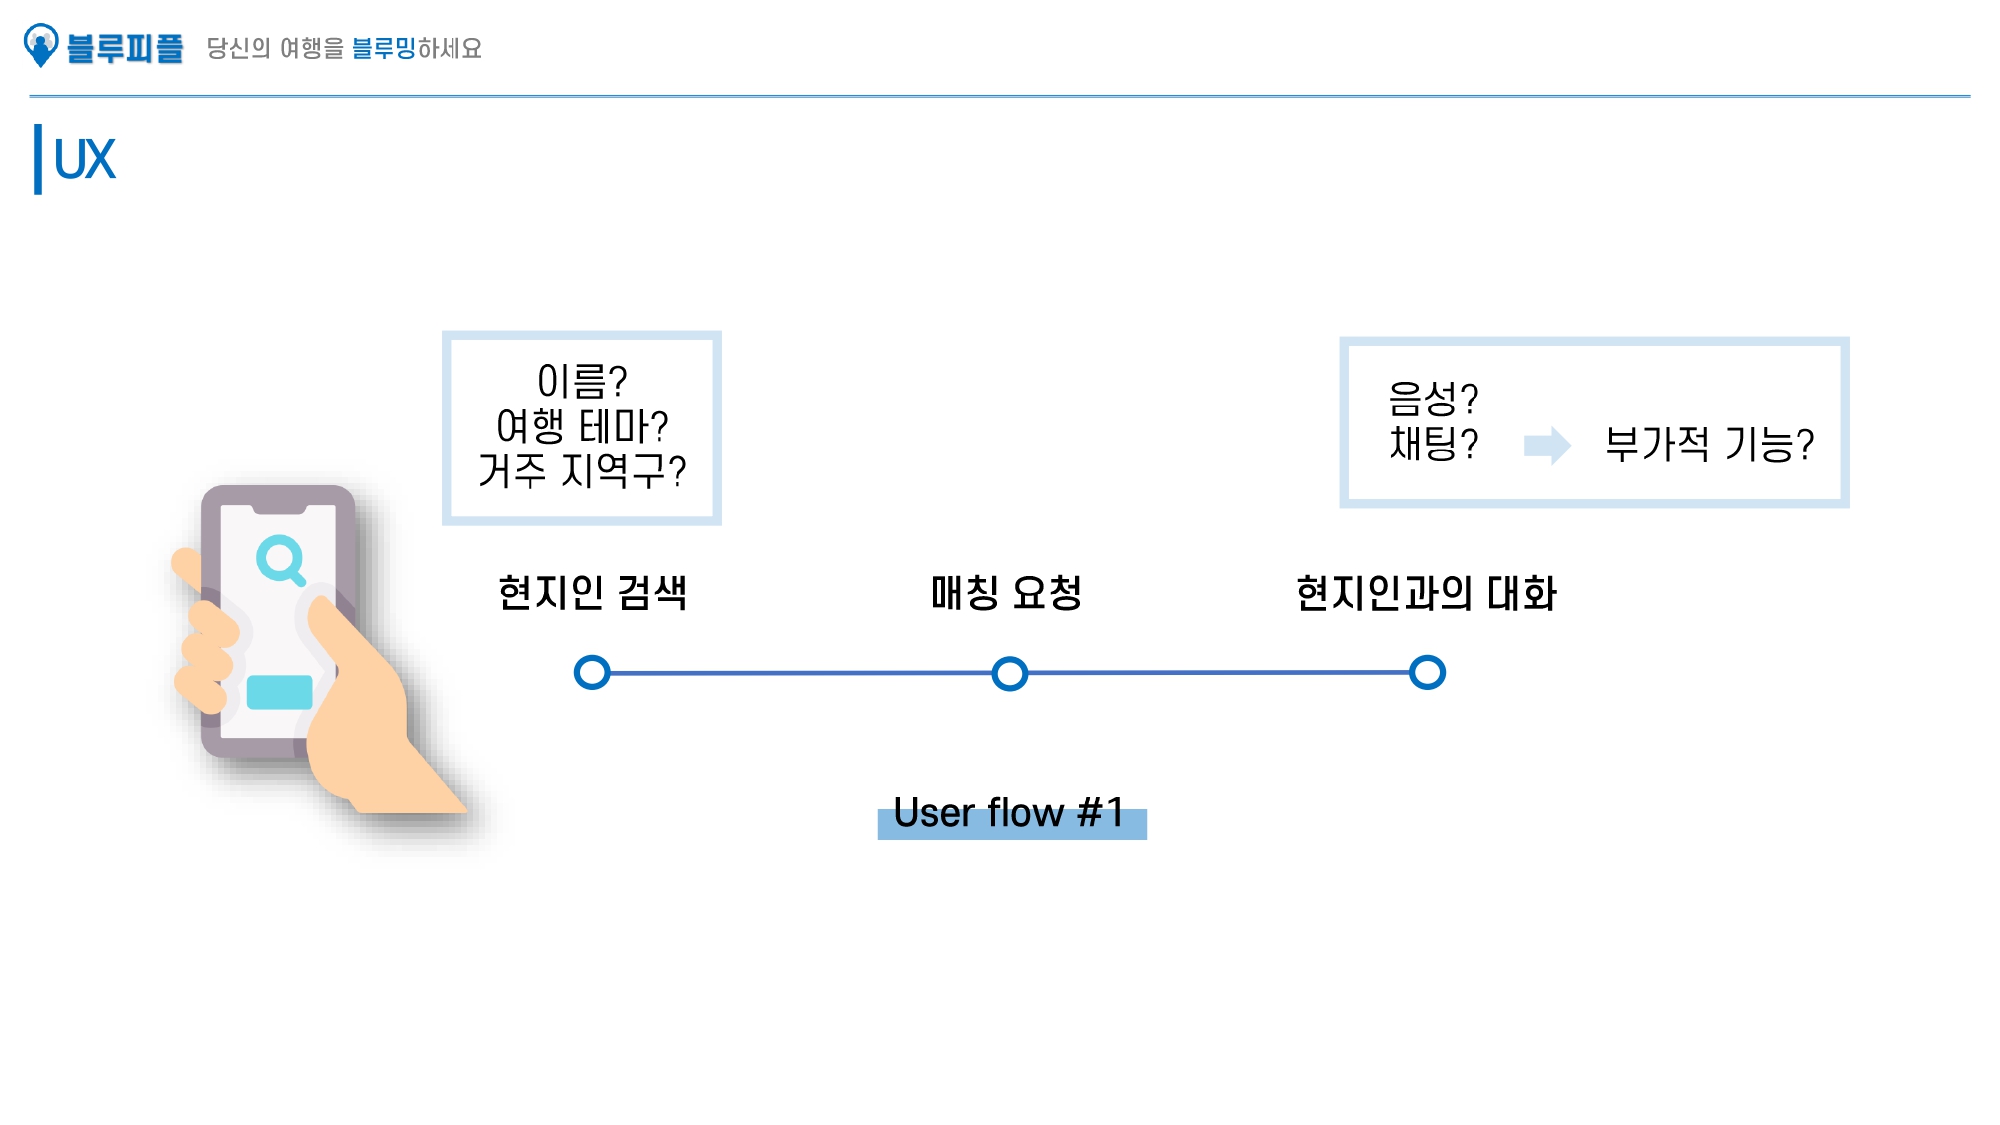 블루피플 당신의 여행을 블루밍하세요
UX
이름?
여행 테마?
거주 지역구?
음성?
채팅?
부가적 기능?
현지인 검색
매칭 요청
현지인과의 대화
User flow #1